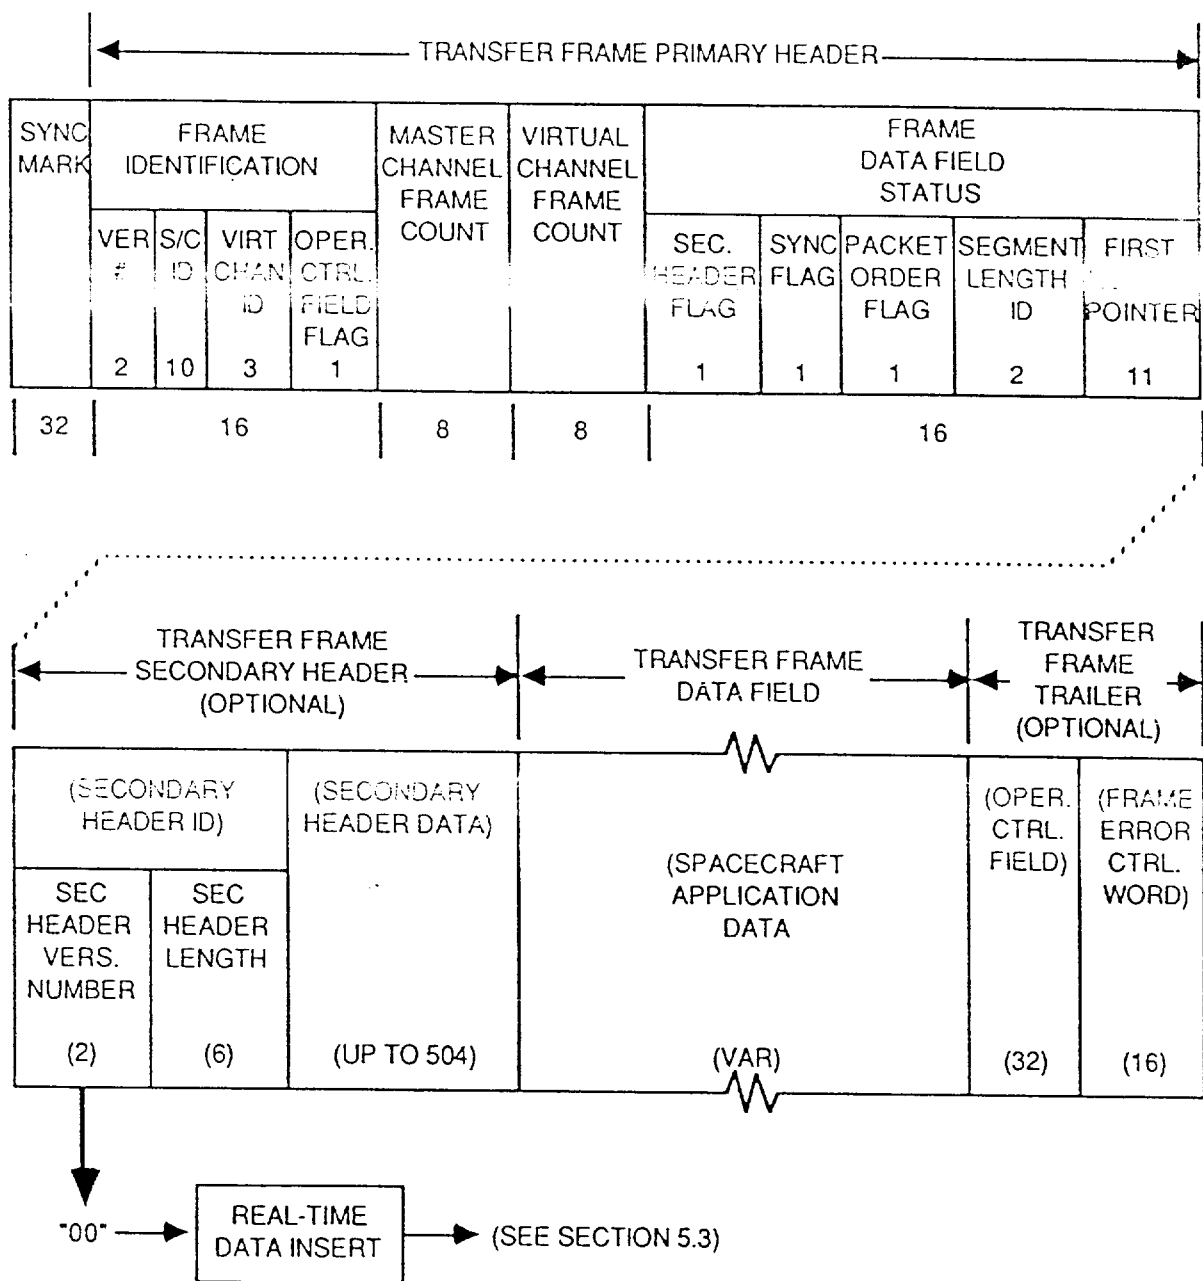 TRANSFER FRAME PRIMARY HEADER
SYNC
MARK
FRAME
IDENTIFICATION
MASTER
CHANNEL
FRAME
COUNT
VIRTUAL
CHANNEL
FRAME
COUNT
FRAME
DATA FIELD
STATUS
VER
#
2
S/C
ID
10
VIRT
CHAN
ID
3
OPER.
CTRL.
FIELD
FLAG
1
SEC.
HEADER
FLAG
1
SYNC
FLAG
1
PACKET
ORDER
FLAG
1
SEGMENT
LENGTH
ID
2
FIRST
POINTER
11
32
16
8
8
16
TRANSFER FRAME
SECONDARY HEADER
(OPTIONAL)
TRANSFER FRAME
DATA FIELD
TRANSFER
FRAME
TRAILER
(OPTIONAL)
(SECONDARY
HEADER ID)
SEC
HEADER
VERS.
NUMBER
(2)
SEC
HEADER
LENGTH
(6)
(SECONDARY
HEADER DATA)
(UP TO 504)
(SPACECRAFT
APPLICATION
DATA
(VAR)
(OPER.
CTRL.
FIELD)
(32)
(FRAME
ERROR
CTRL.
WORD)
(16)
"00"
REAL-TIME
DATA INSERT
(SEE SECTION 5.3)